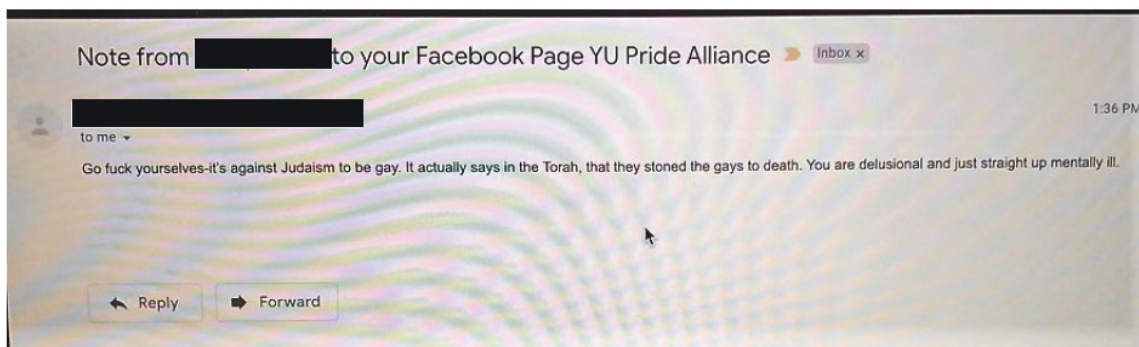 Note from to your Facebook Page YU Pride Alliance Inbox x
1:36 PM
to me
Go fuck yourselves-it's against Judaism to be gay. It actually says in the Torah, that they stoned the gays to death. You are delusional and just straight up mentally ill.
Reply Forward